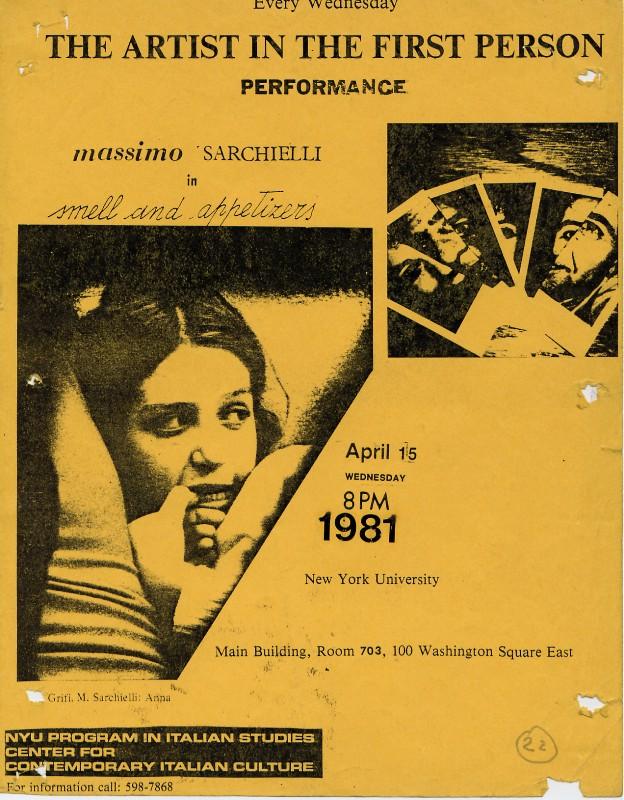 Every Wednesday
THE ARTIST IN THE FIRST PERSON
PERFORMANCE
massimo SARCHIELLI
in
smell and appetizers
April 15
WEDNESDAY
8 PM
1981
New York University
Main Building, Room 703, 100 Washington Square East
Grifi, M. Sarchielli: Anna
NYU PROGRAM IN ITALIAN STUDIES
CENTER FOR
CONTEMPORARY ITALIAN CULTURE
For information call: 598-7868
22